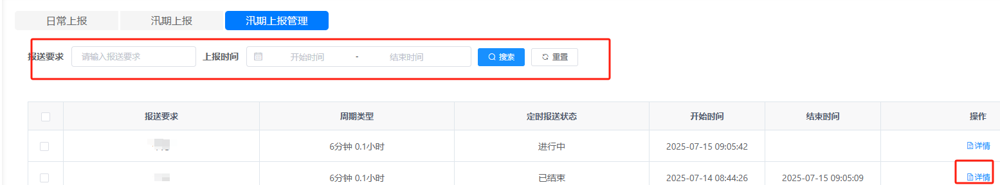 日常上报 汛期上报 汛期上报管理
报送要求 请输入报送要求 上报时间 开始时间 - 结束时间 搜索 重置
报送要求 周期类型 定时报送状态 开始时间 结束时间 操作
6分钟 0.1小时 进行中 2025-07-15 09:05:42 详情
6分钟 0.1小时 已结束 2025-07-14 08:44:26 2025-07-15 09:05:09 详情